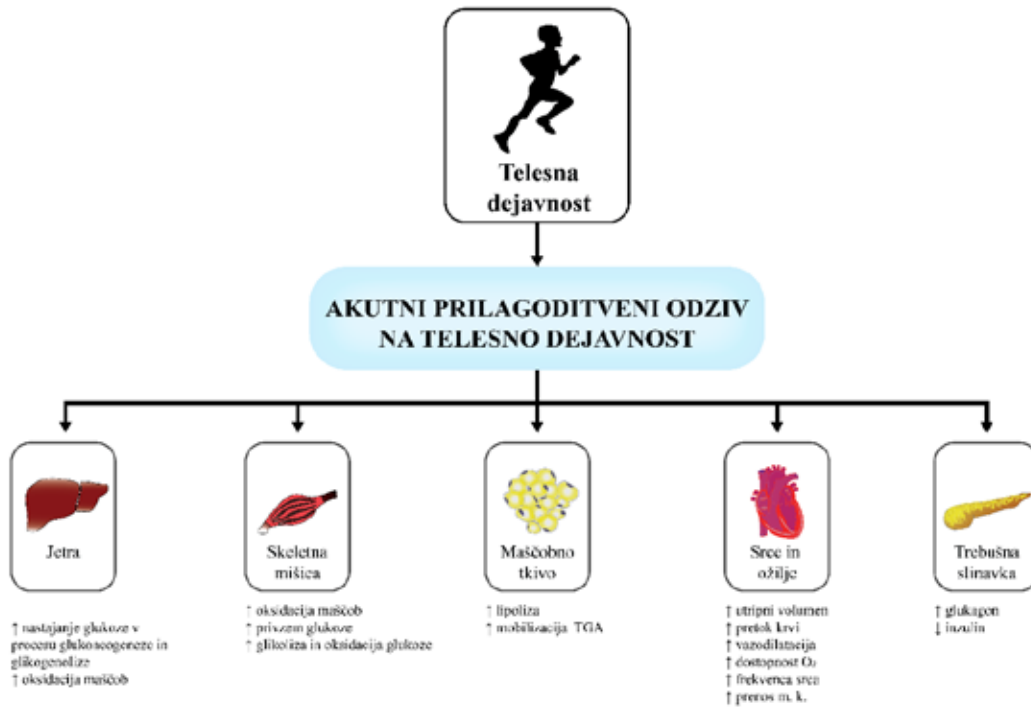 Telesna
dejavnost
AKUTNI PRILAGODITVENI ODZIV
NA TELESNO DEJAVNOST
Jetra
↑ nastajanje glukoze v
procesu glukoneogeneze in
glikogenolize
↑ oksidacija maščob
Skeletna
mišica
↑ oksidacija maščob
↑ privzem glukoze
↑ glikoliza in oksidacija glukoze
Maščobno
tkivo
↑ lipoliza
↑ mobilizacija TGA
Srce in
ožilje
↑ utripni volumen
↑ pretok krvi
↑ vazodilatacija
↑ dostopnost O₂
↑ frekvenca srca
↑ prenos m. k.
Trebušna
slinavka
↑ glukagon
↓ inzulin